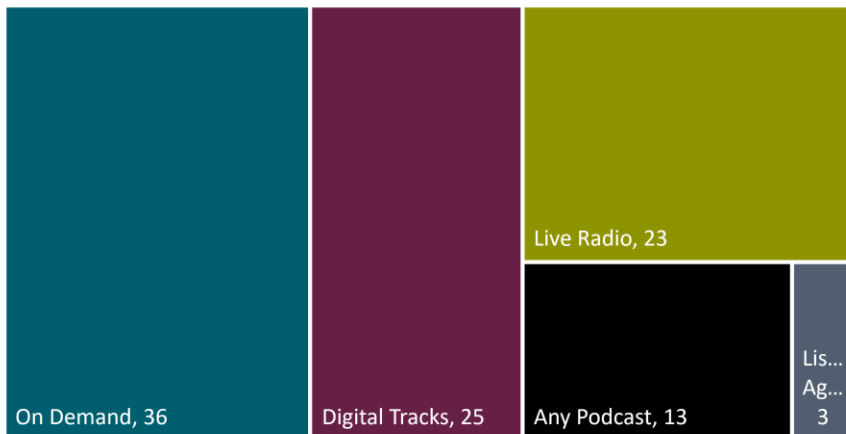 On Demand, 36
Digital Tracks, 25
Live Radio, 23
Any Podcast, 13
Lis...
Ag...
3